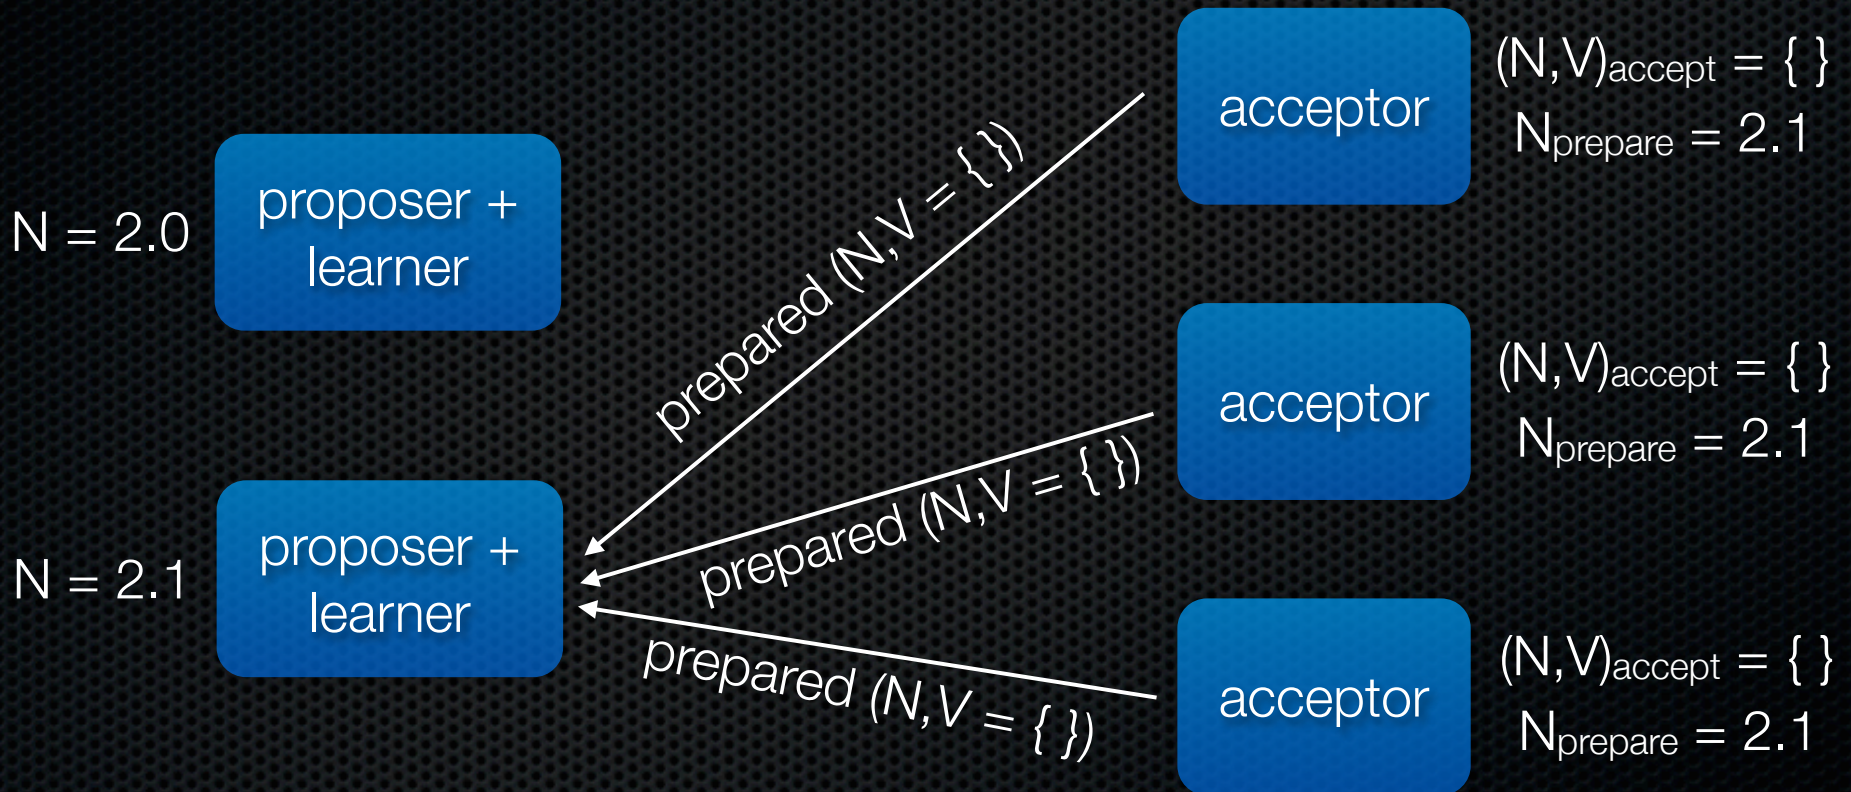 N = 2.0
proposer +
learner
N = 2.1
proposer +
learner
prepared (N,V = { })
prepared (N,V = { })
prepared (N,V = { })
acceptor
(N,V)accept = { }
Nprepare = 2.1
acceptor
(N,V)accept = { }
Nprepare = 2.1
acceptor
(N,V)accept = { }
Nprepare = 2.1